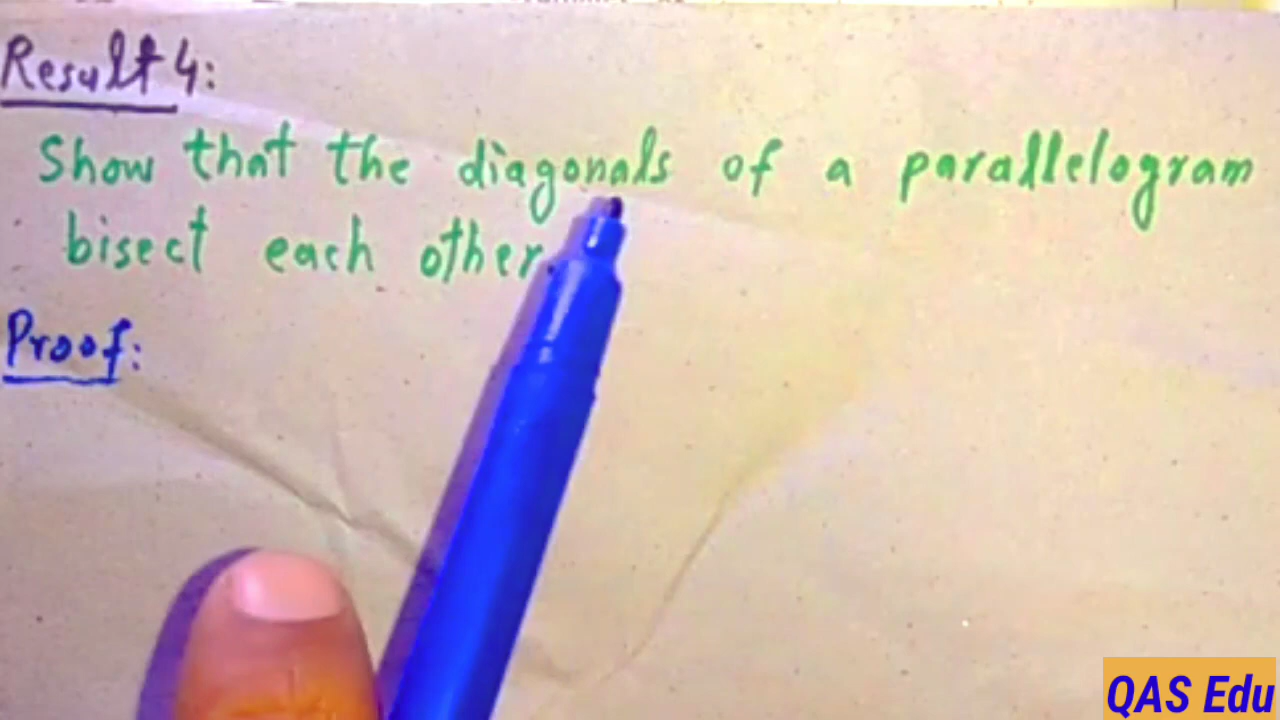 Result 4:
Show that the diagonals of a parallelogram
bisect each other.
Proof:
QAS Edu